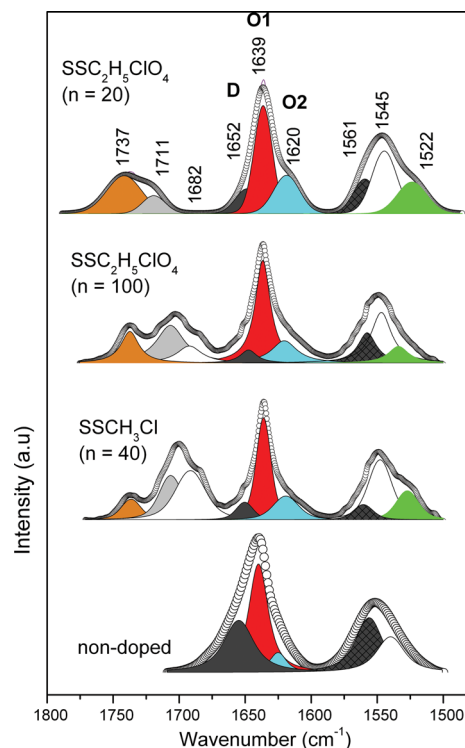 O1
SSC₂H₅ClO₄
(n = 20)
D
O2
1737
1711
1682
1652
1639
1620
1561
1545
1522
SSC₂H₅ClO₄
(n = 100)
SSCH₃Cl
(n = 40)
non-doped
Intensity (a.u)
1800 1750 1700 1650 1600 1550 1500
Wavenumber (cm⁻¹)